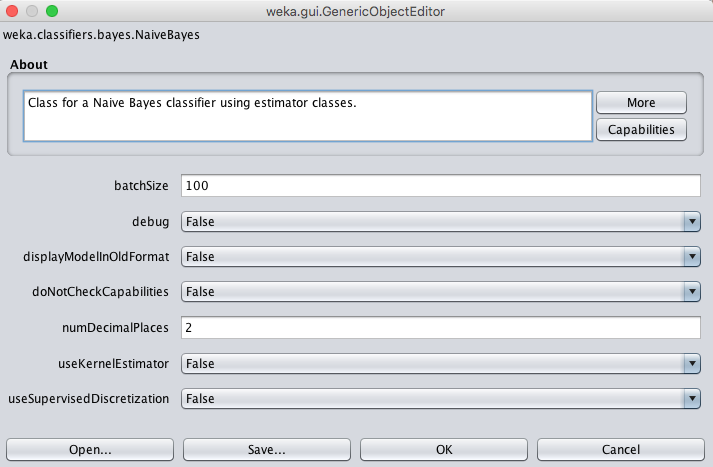 weka.gui.GenericObjectEditor
weka.classifiers.bayes.NaiveBayes
About
Class for a Naive Bayes classifier using estimator classes.
More
Capabilities
batchSize 100
debug False
displayModelInOldFormat False
doNotCheckCapabilities False
numDecimalPlaces 2
useKernelEstimator False
useSupervisedDiscretization False
Open... Save... OK Cancel